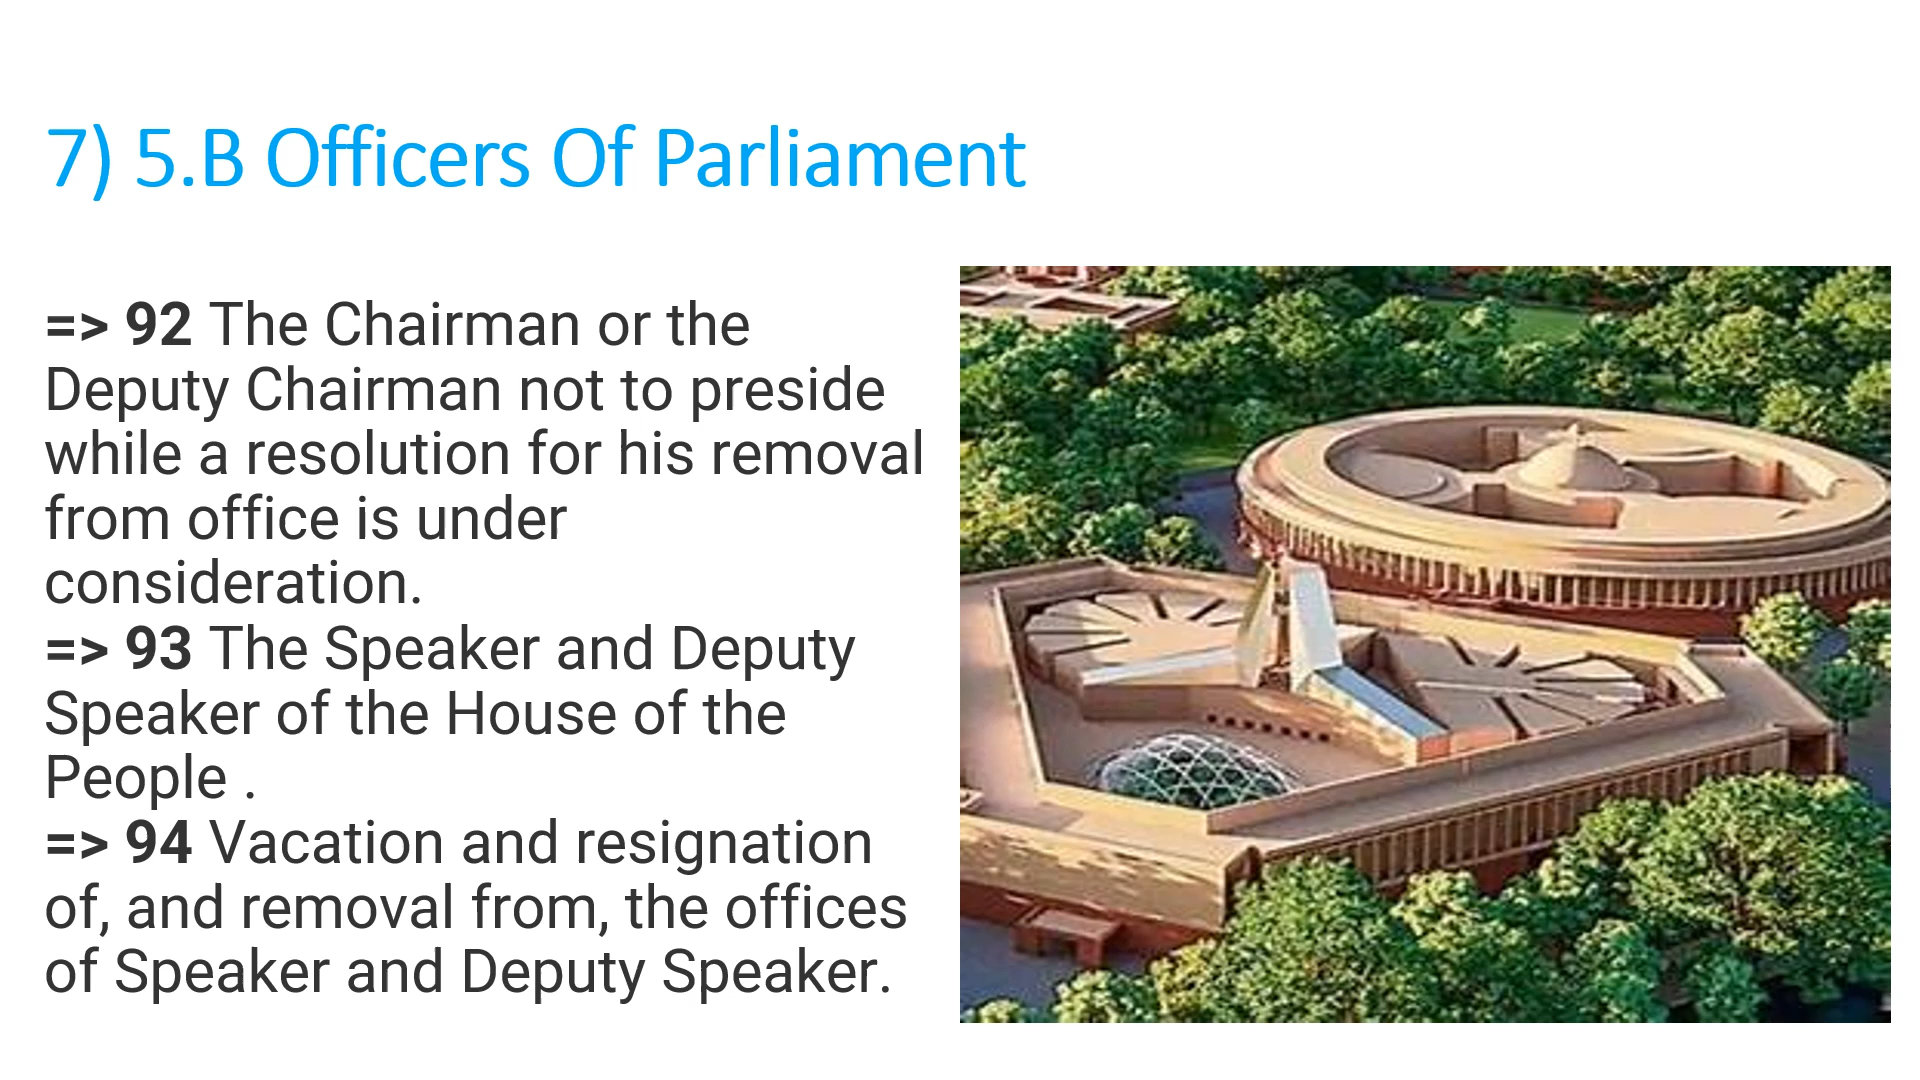 7) 5.B Officers Of Parliament
=> 92 The Chairman or the
Deputy Chairman not to preside
while a resolution for his removal
from office is under
consideration.
=> 93 The Speaker and Deputy
Speaker of the House of the
People .
=> 94 Vacation and resignation
of, and removal from, the offices
of Speaker and Deputy Speaker.